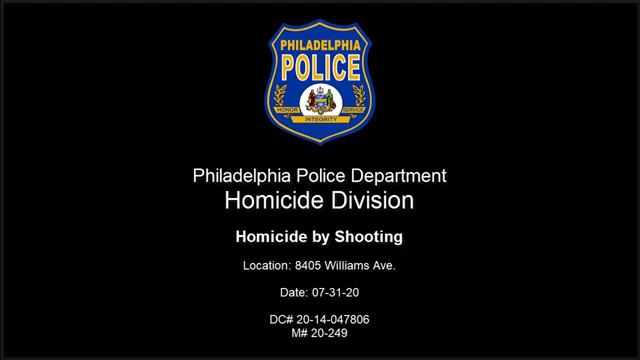 PHILADELPHIA
POLICE
HONOR
SERVICE
INTEGRITY
Philadelphia Police Department
Homicide Division
Homicide by Shooting
Location: 8405 Williams Ave.
Date: 07-31-20
DC# 20-14-047806
M# 20-249